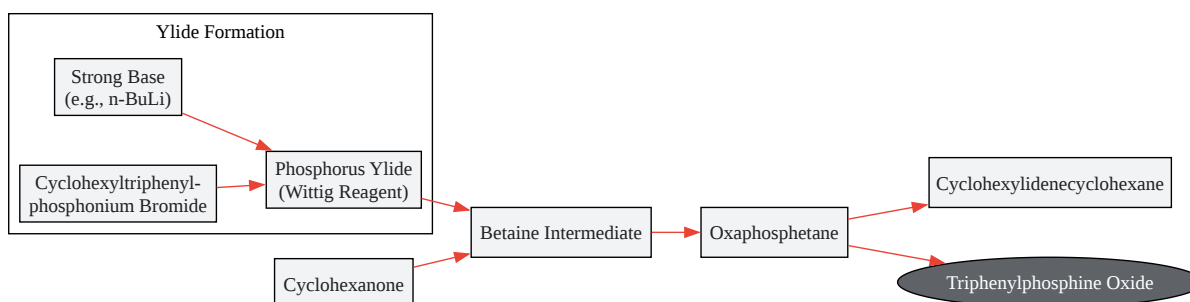 Ylide Formation
Strong Base
(e.g., n-BuLi)
Cyclohexyltriphenyl-
phosphonium Bromide
Phosphorus Ylide
(Wittig Reagent)
Cyclohexanone
Betaine Intermediate
Oxaphosphetane
Cyclohexylidenecyclohexane
Triphenylphosphine Oxide